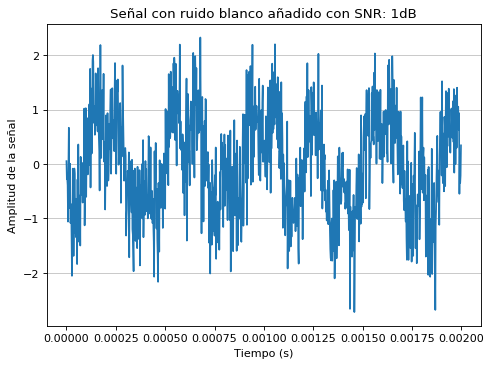 Señal con ruido blanco añadido con SNR: 1dB
Amplitud de la señal
2
1
0
−1
−2
0.00000 0.00025 0.00050 0.00075 0.00100 0.00125 0.00150 0.00175 0.00200
Tiempo (s)